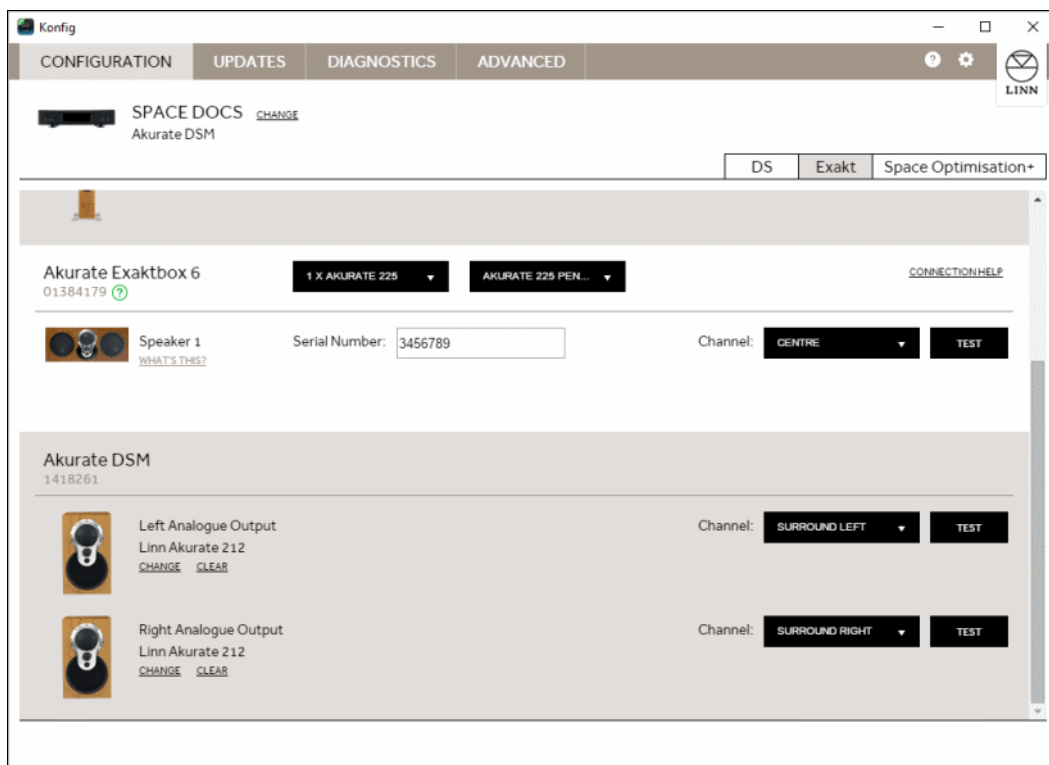 Konfig
CONFIGURATION UPDATES DIAGNOSTICS ADVANCED ?
LINN
SPACE DOCS CHANGE
Akurate DSM
DS Exakt Space Optimisation+
Akurate Exaktbox 6 1 X AKURATE 225 AKURATE 225 PEN... CONNECTION HELP
01384179 ?
Speaker 1 Serial Number: 3456789 Channel: CENTRE TEST
WHAT'S THIS?
Akurate DSM
1418261
Left Analogue Output Channel: SURROUND LEFT TEST
Linn Akurate 212
CHANGE CLEAR
Right Analogue Output Channel: SURROUND RIGHT TEST
Linn Akurate 212
CHANGE CLEAR